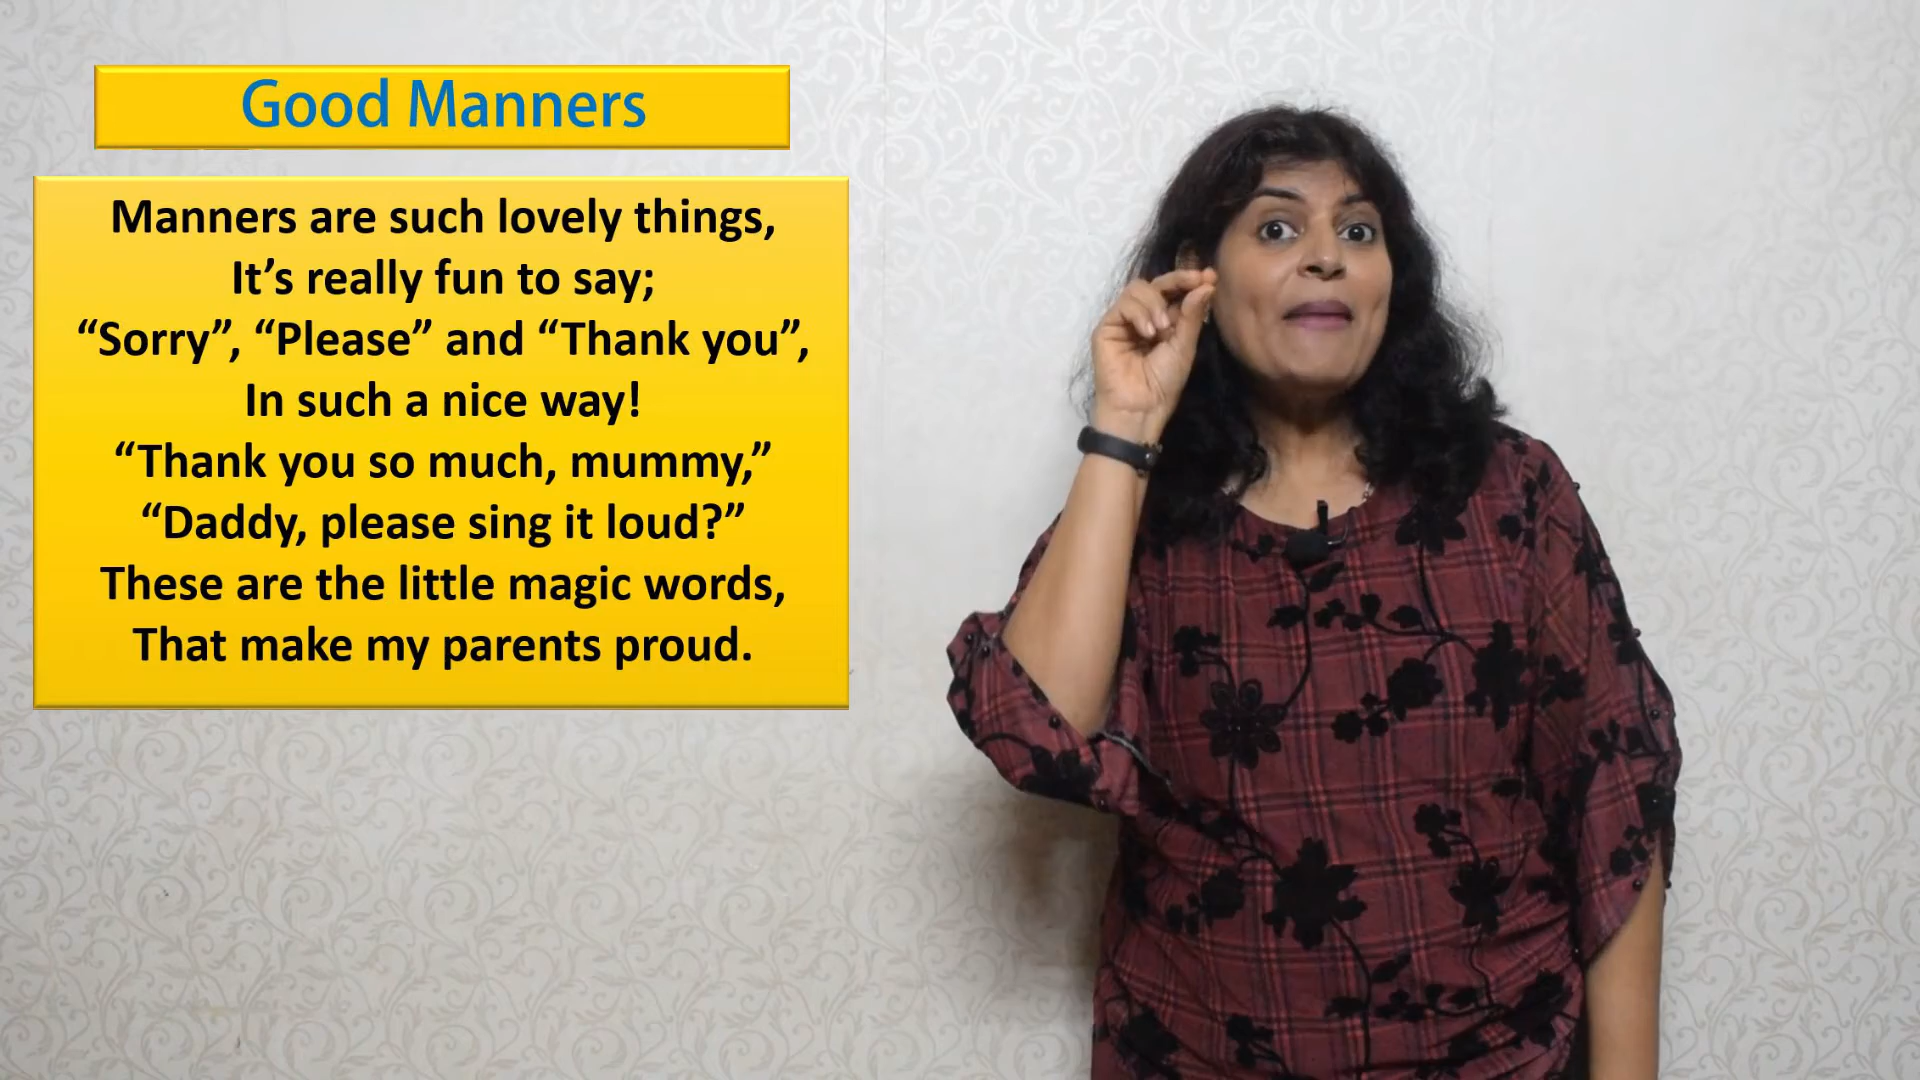 Good Manners
Manners are such lovely things,
It’s really fun to say;
“Sorry”, “Please” and “Thank you”,
In such a nice way!
“Thank you so much, mummy,”
“Daddy, please sing it loud?”
These are the little magic words,
That make my parents proud.